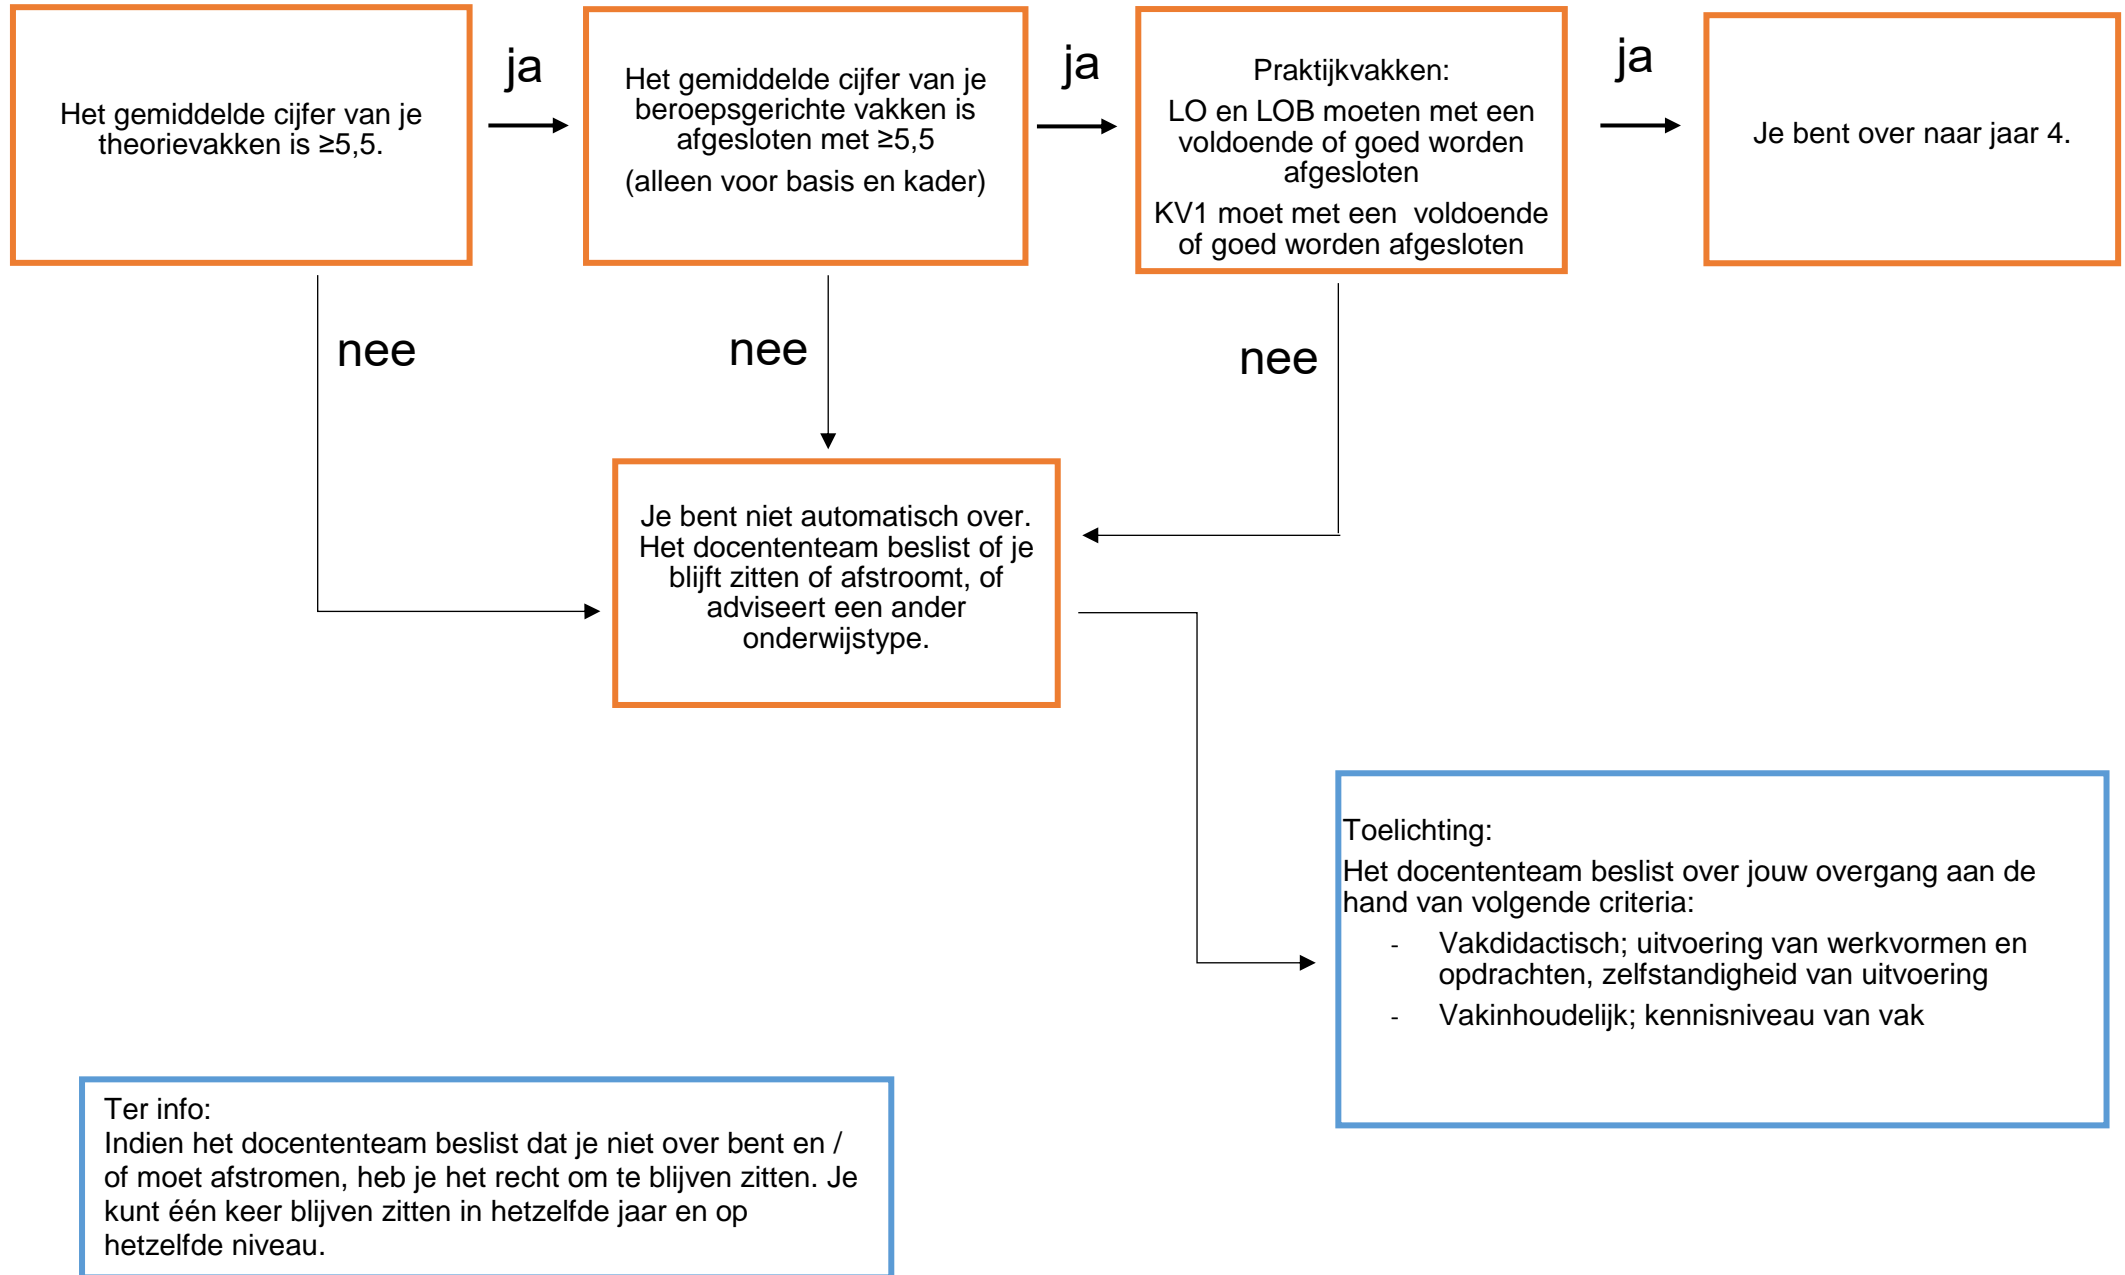 Het gemiddelde cijfer van je
theorievakken is ≥5,5.
ja
Het gemiddelde cijfer van je
beroepsgerichte vakken is
afgesloten met ≥5,5
(alleen voor basis en kader)
ja
Praktijkvakken:
LO en LOB moeten met een
voldoende of goed worden
afgesloten
KV1 moet met een  voldoende
of goed worden afgesloten
ja
Je bent over naar jaar 4.
nee
nee
nee
Je bent niet automatisch over.
Het docententeam beslist of je
blijft zitten of afstroomt, of
adviseert een ander
onderwijstype.
Toelichting:
Het docententeam beslist over jouw overgang aan de
hand van volgende criteria:
- Vakdidactisch; uitvoering van werkvormen en
opdrachten, zelfstandigheid van uitvoering
- Vakinhoudelijk; kennisniveau van vak
Ter info:
Indien het docententeam beslist dat je niet over bent en /
of moet afstromen, heb je het recht om te blijven zitten. Je
kunt één keer blijven zitten in hetzelfde jaar en op
hetzelfde niveau.